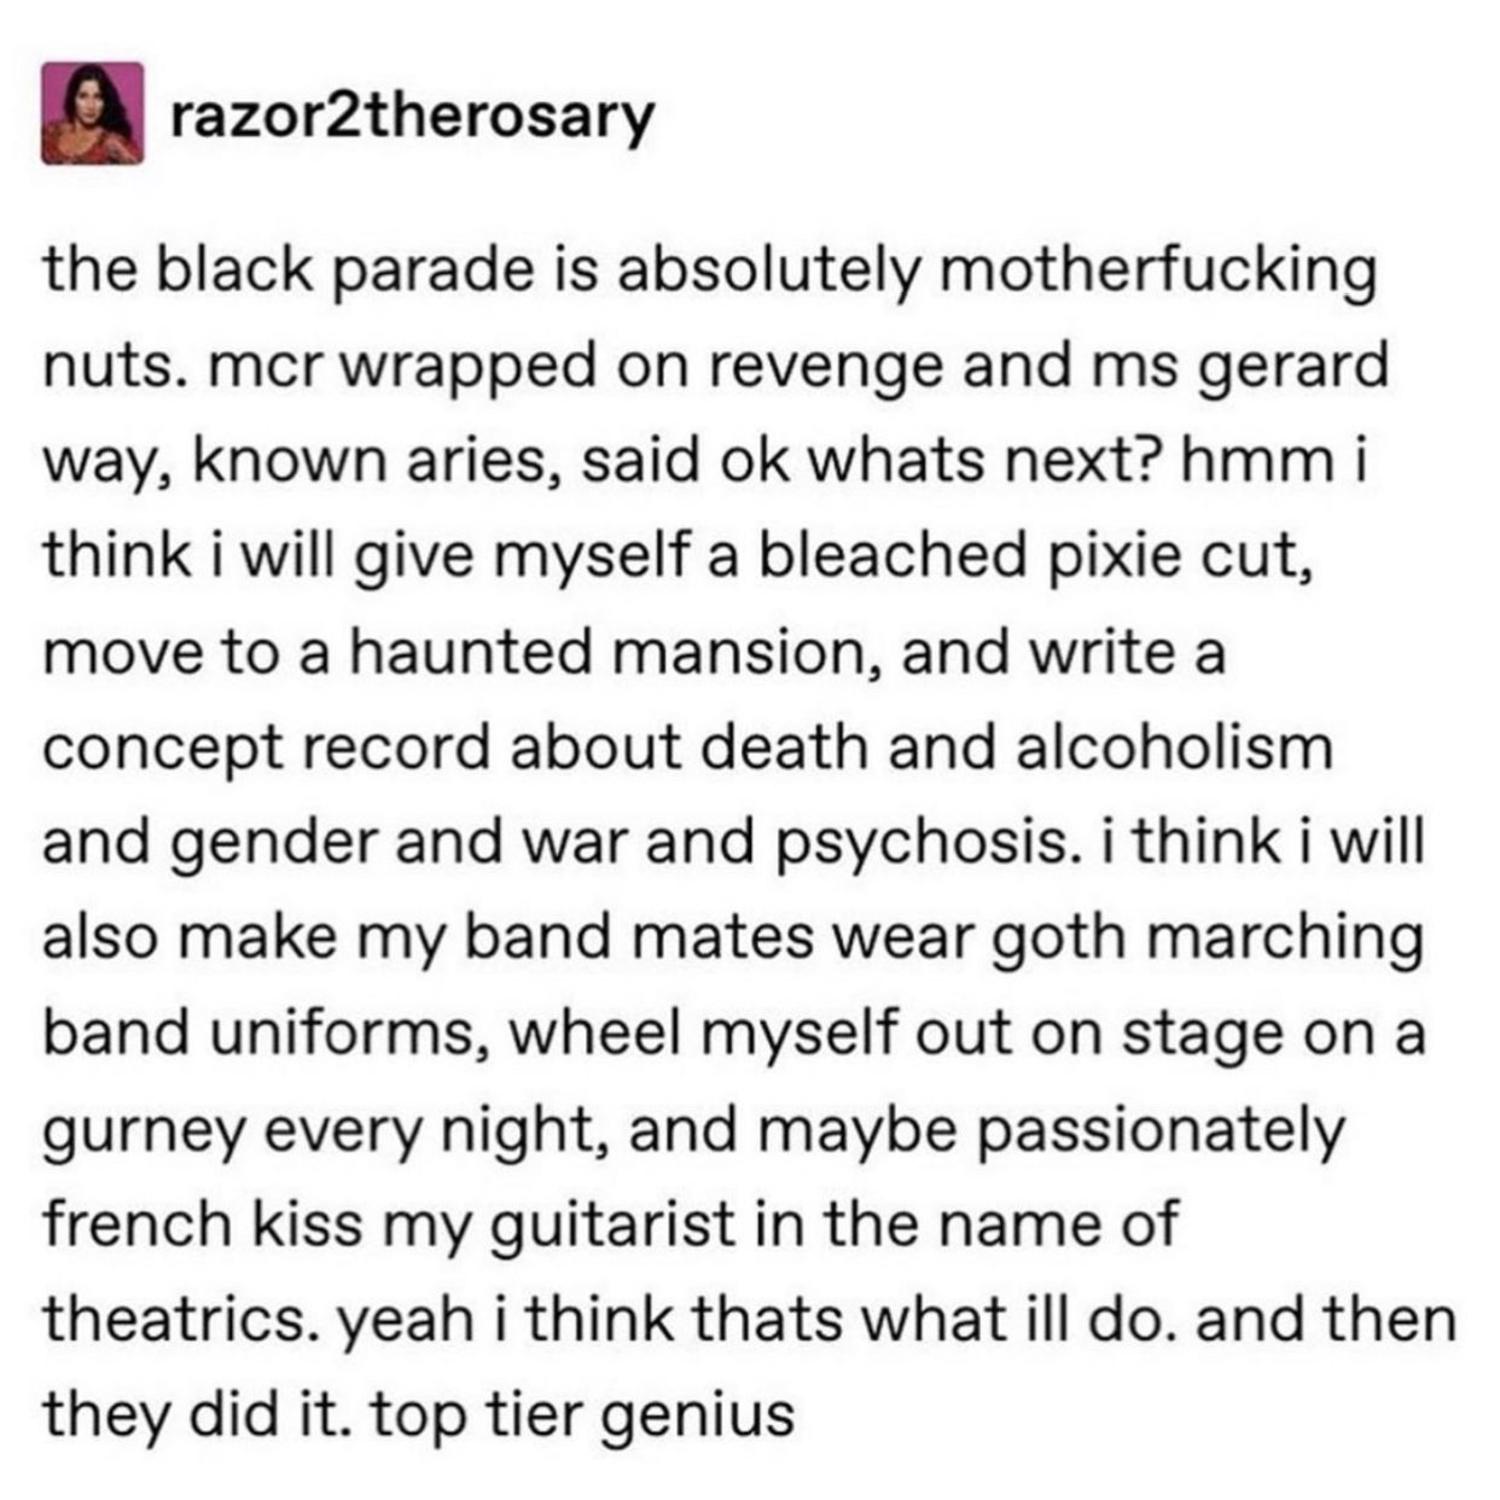 razor2therosary
the black parade is absolutely motherfucking
nuts. mcr wrapped on revenge and ms gerard
way, known aries, said ok whats next? hmm i
think i will give myself a bleached pixie cut,
move to a haunted mansion, and write a
concept record about death and alcoholism
and gender and war and psychosis. i think i will
also make my band mates wear goth marching
band uniforms, wheel myself out on stage on a
gurney every night, and maybe passionately
french kiss my guitarist in the name of
theatrics. yeah i think thats what ill do. and then
they did it. top tier genius